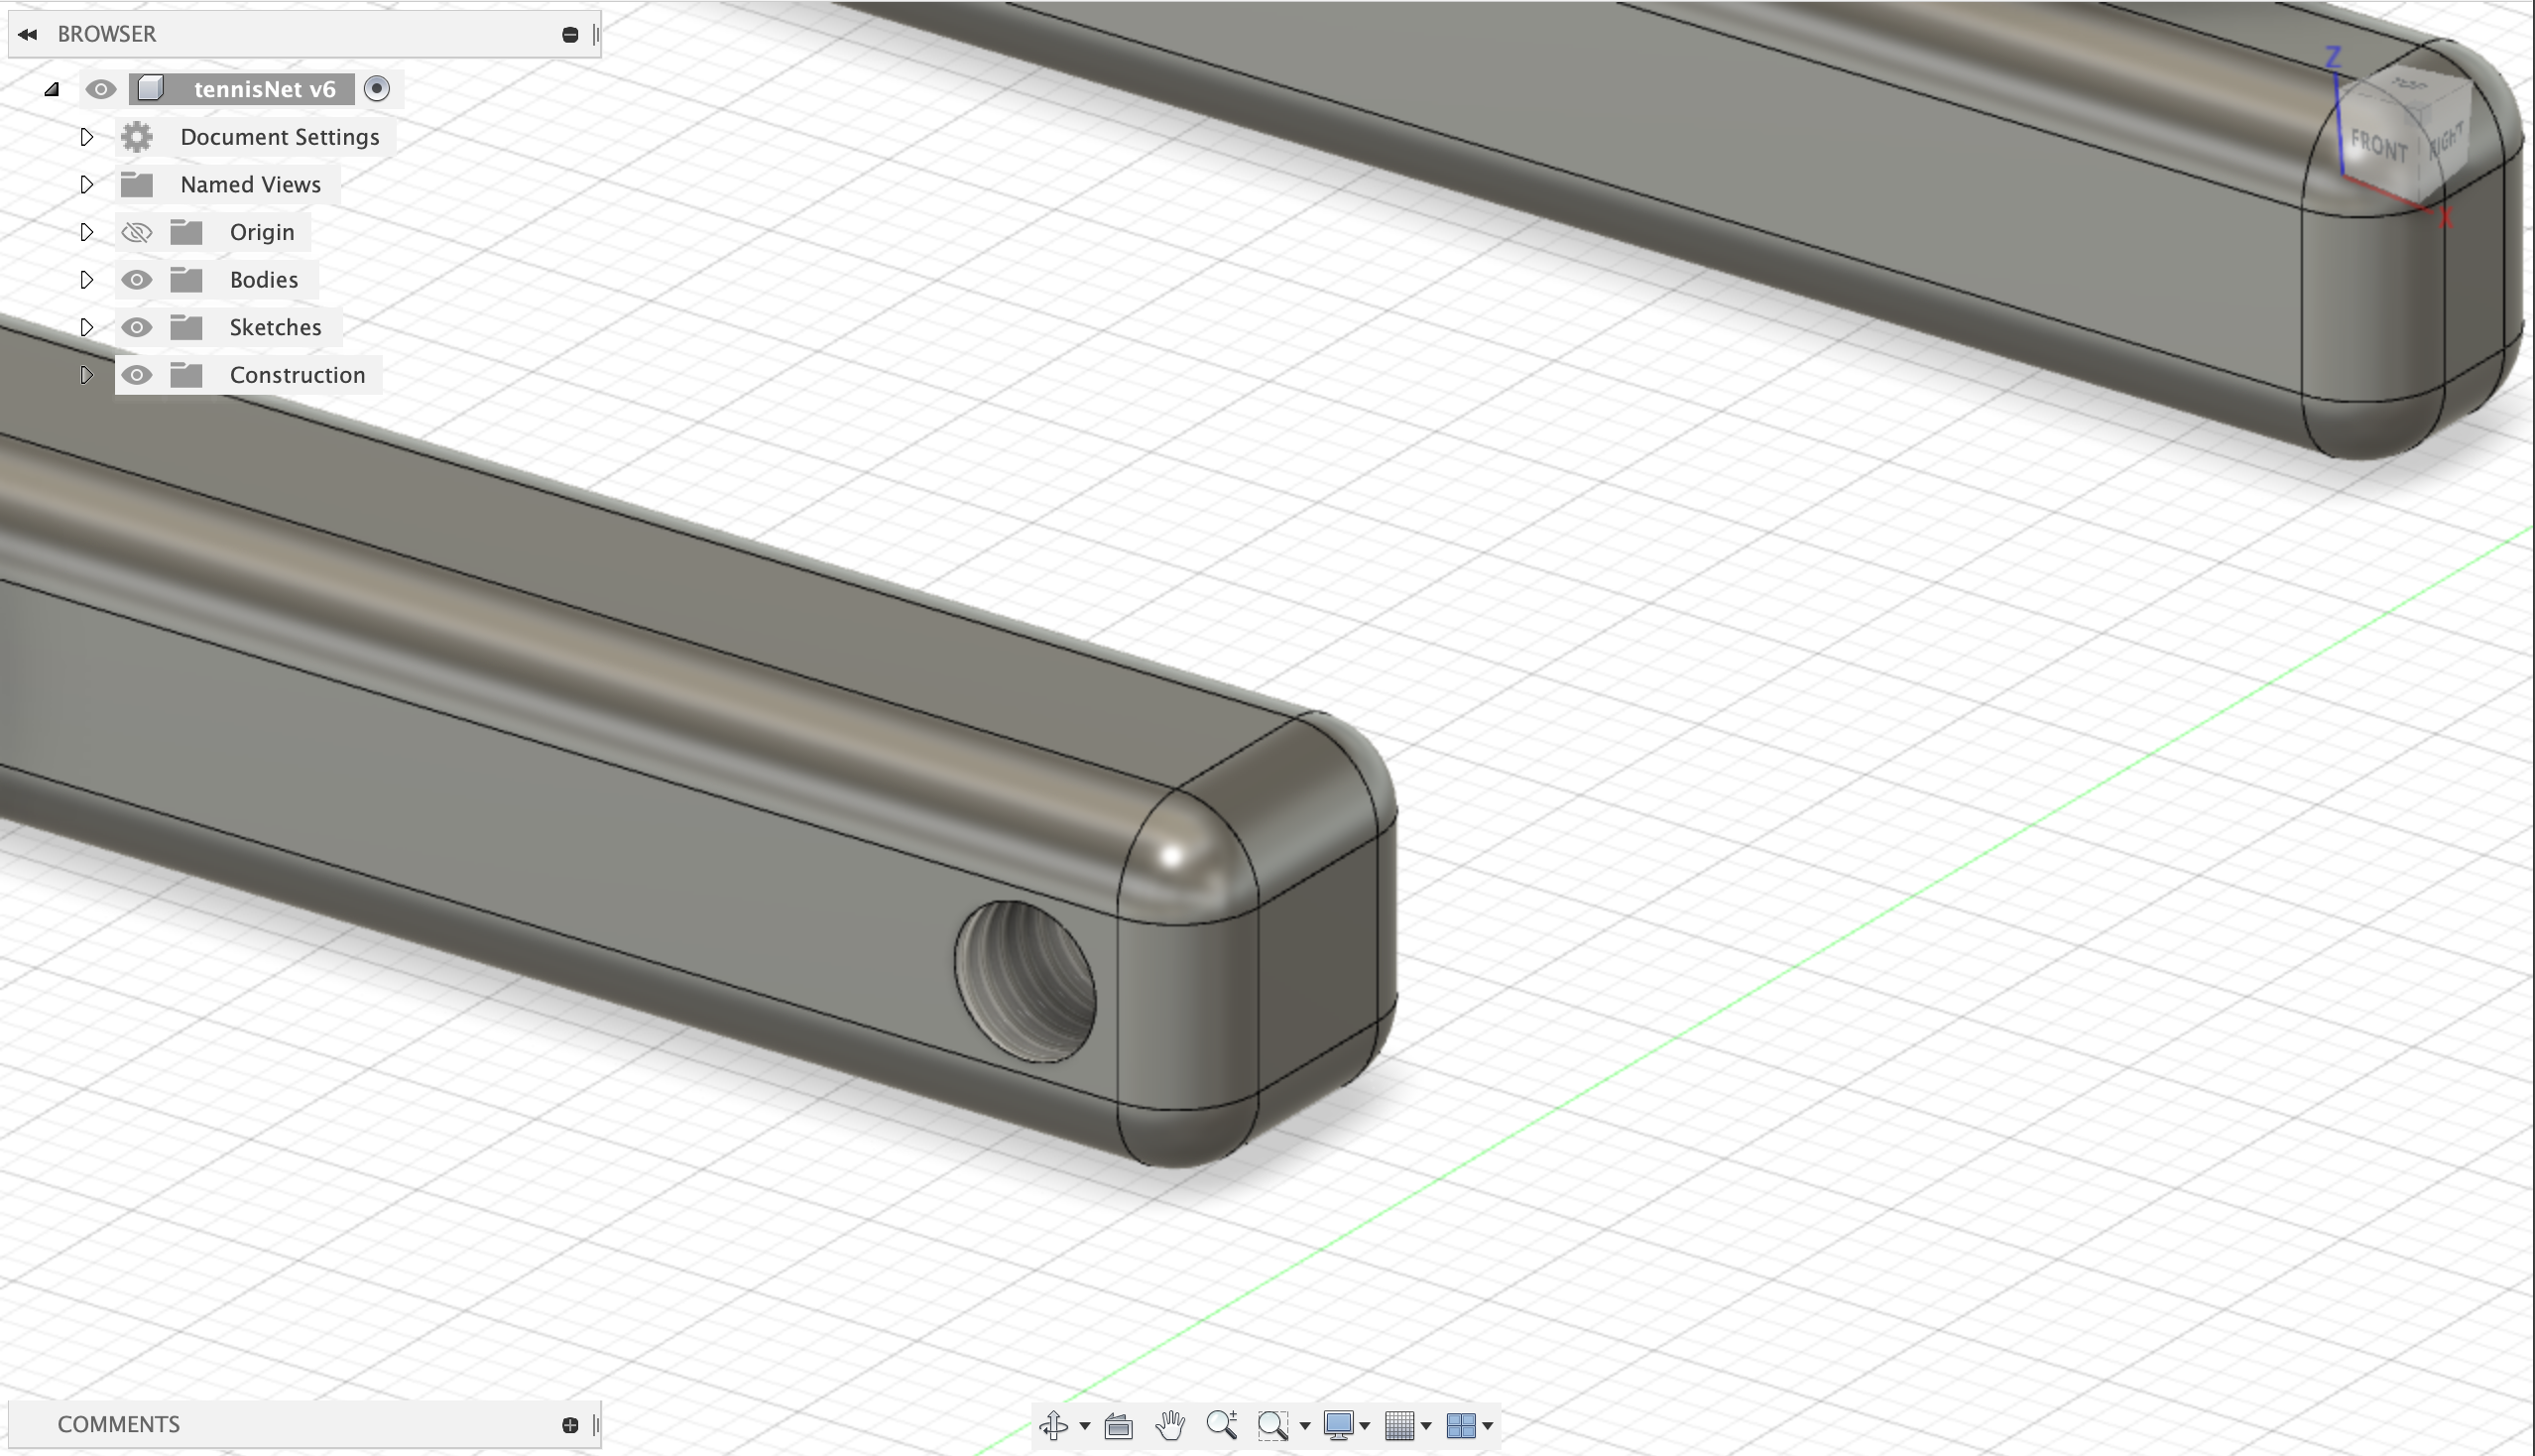 BROWSER
tennisNet v6
Document Settings
Named Views
Origin
Bodies
Sketches
Construction
Z
TOP
FRONT
RIGHT
X
COMMENTS